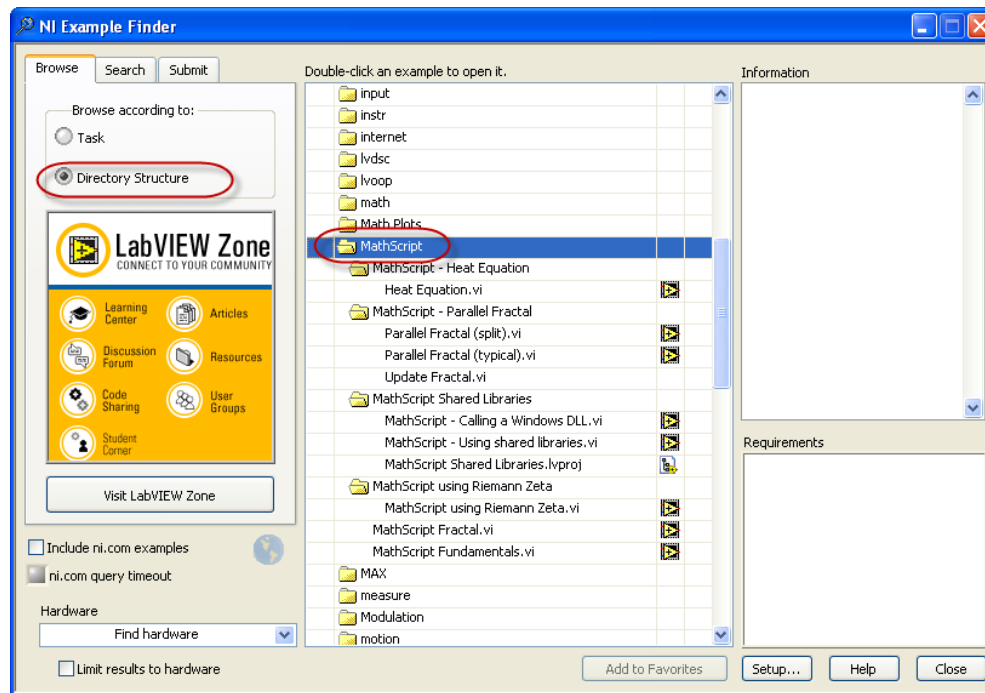 NI Example Finder
Browse
Search
Submit
Browse according to:
Task
Directory Structure
LabVIEW Zone
CONNECT TO YOUR COMMUNITY
Learning
Center
Articles
Discussion
Forum
Resources
Code
Sharing
User
Groups
Student
Corner
Visit LabVIEW Zone
Include ni.com examples
ni.com query timeout
Hardware
Find hardware
Limit results to hardware
Double-click an example to open it.
input
instr
internet
lvdsc
lvoop
math
Math Plots
MathScript
MathScript - Heat Equation
Heat Equation.vi
MathScript - Parallel Fractal
Parallel Fractal (split).vi
Parallel Fractal (typical).vi
Update Fractal.vi
MathScript Shared Libraries
MathScript - Calling a Windows DLL.vi
MathScript - Using shared libraries.vi
MathScript Shared Libraries.lvproj
MathScript using Riemann Zeta
MathScript using Riemann Zeta.vi
MathScript Fractal.vi
MathScript Fundamentals.vi
MAX
measure
Modulation
motion
Information
Requirements
Add to Favorites
Setup...
Help
Close